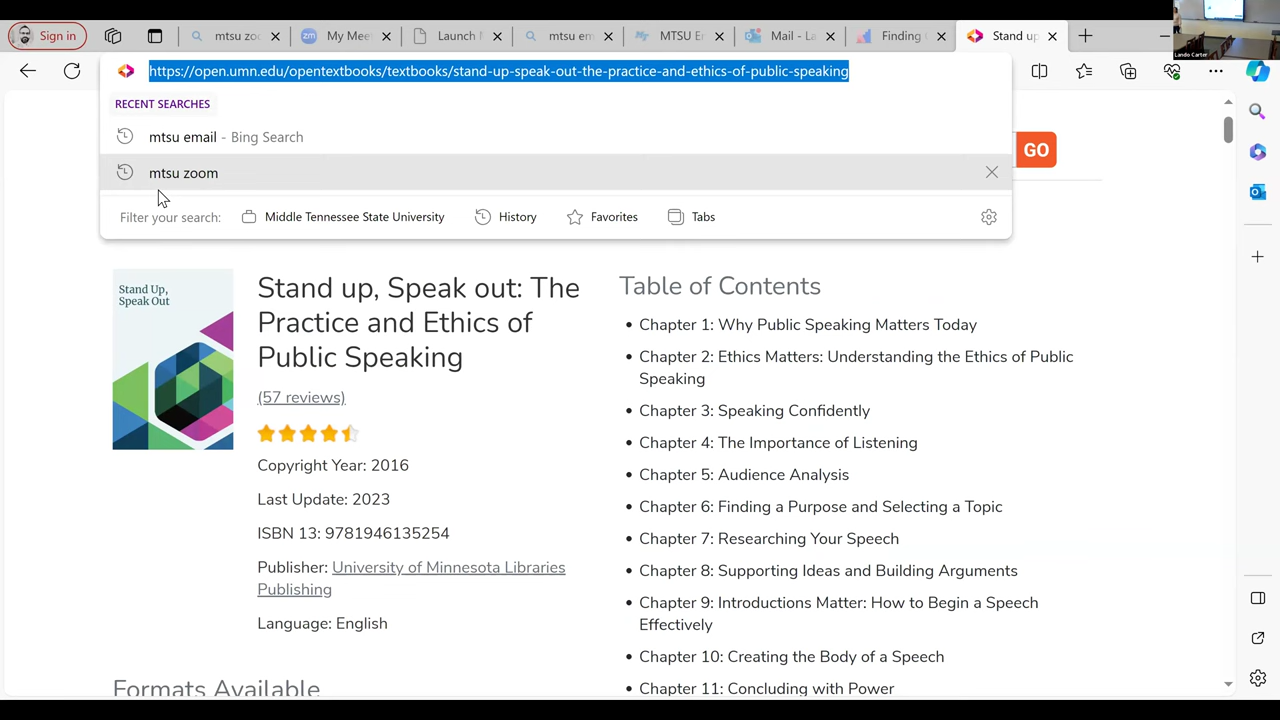 Sign in
mtsu zoo
My Mee
Launch
mtsu em
MTSU E
Mail - La
Finding
Stand up
Lando Carter
https://open.umn.edu/opentextbooks/textbooks/stand-up-speak-out-the-practice-and-ethics-of-public-speaking
RECENT SEARCHES
mtsu email - Bing Search
mtsu zoom
GO
Filter your search:
Middle Tennessee State University
History
Favorites
Tabs
Stand Up,
Speak Out
Stand up, Speak out: The
Practice and Ethics of
Public Speaking
(57 reviews)
Copyright Year: 2016
Last Update: 2023
ISBN 13: 9781946135254
Publisher: University of Minnesota Libraries
Publishing
Language: English
Formats Available
Table of Contents
Chapter 1: Why Public Speaking Matters Today
Chapter 2: Ethics Matters: Understanding the Ethics of Public
Speaking
Chapter 3: Speaking Confidently
Chapter 4: The Importance of Listening
Chapter 5: Audience Analysis
Chapter 6: Finding a Purpose and Selecting a Topic
Chapter 7: Researching Your Speech
Chapter 8: Supporting Ideas and Building Arguments
Chapter 9: Introductions Matter: How to Begin a Speech
Effectively
Chapter 10: Creating the Body of a Speech
Chapter 11: Concluding with Power